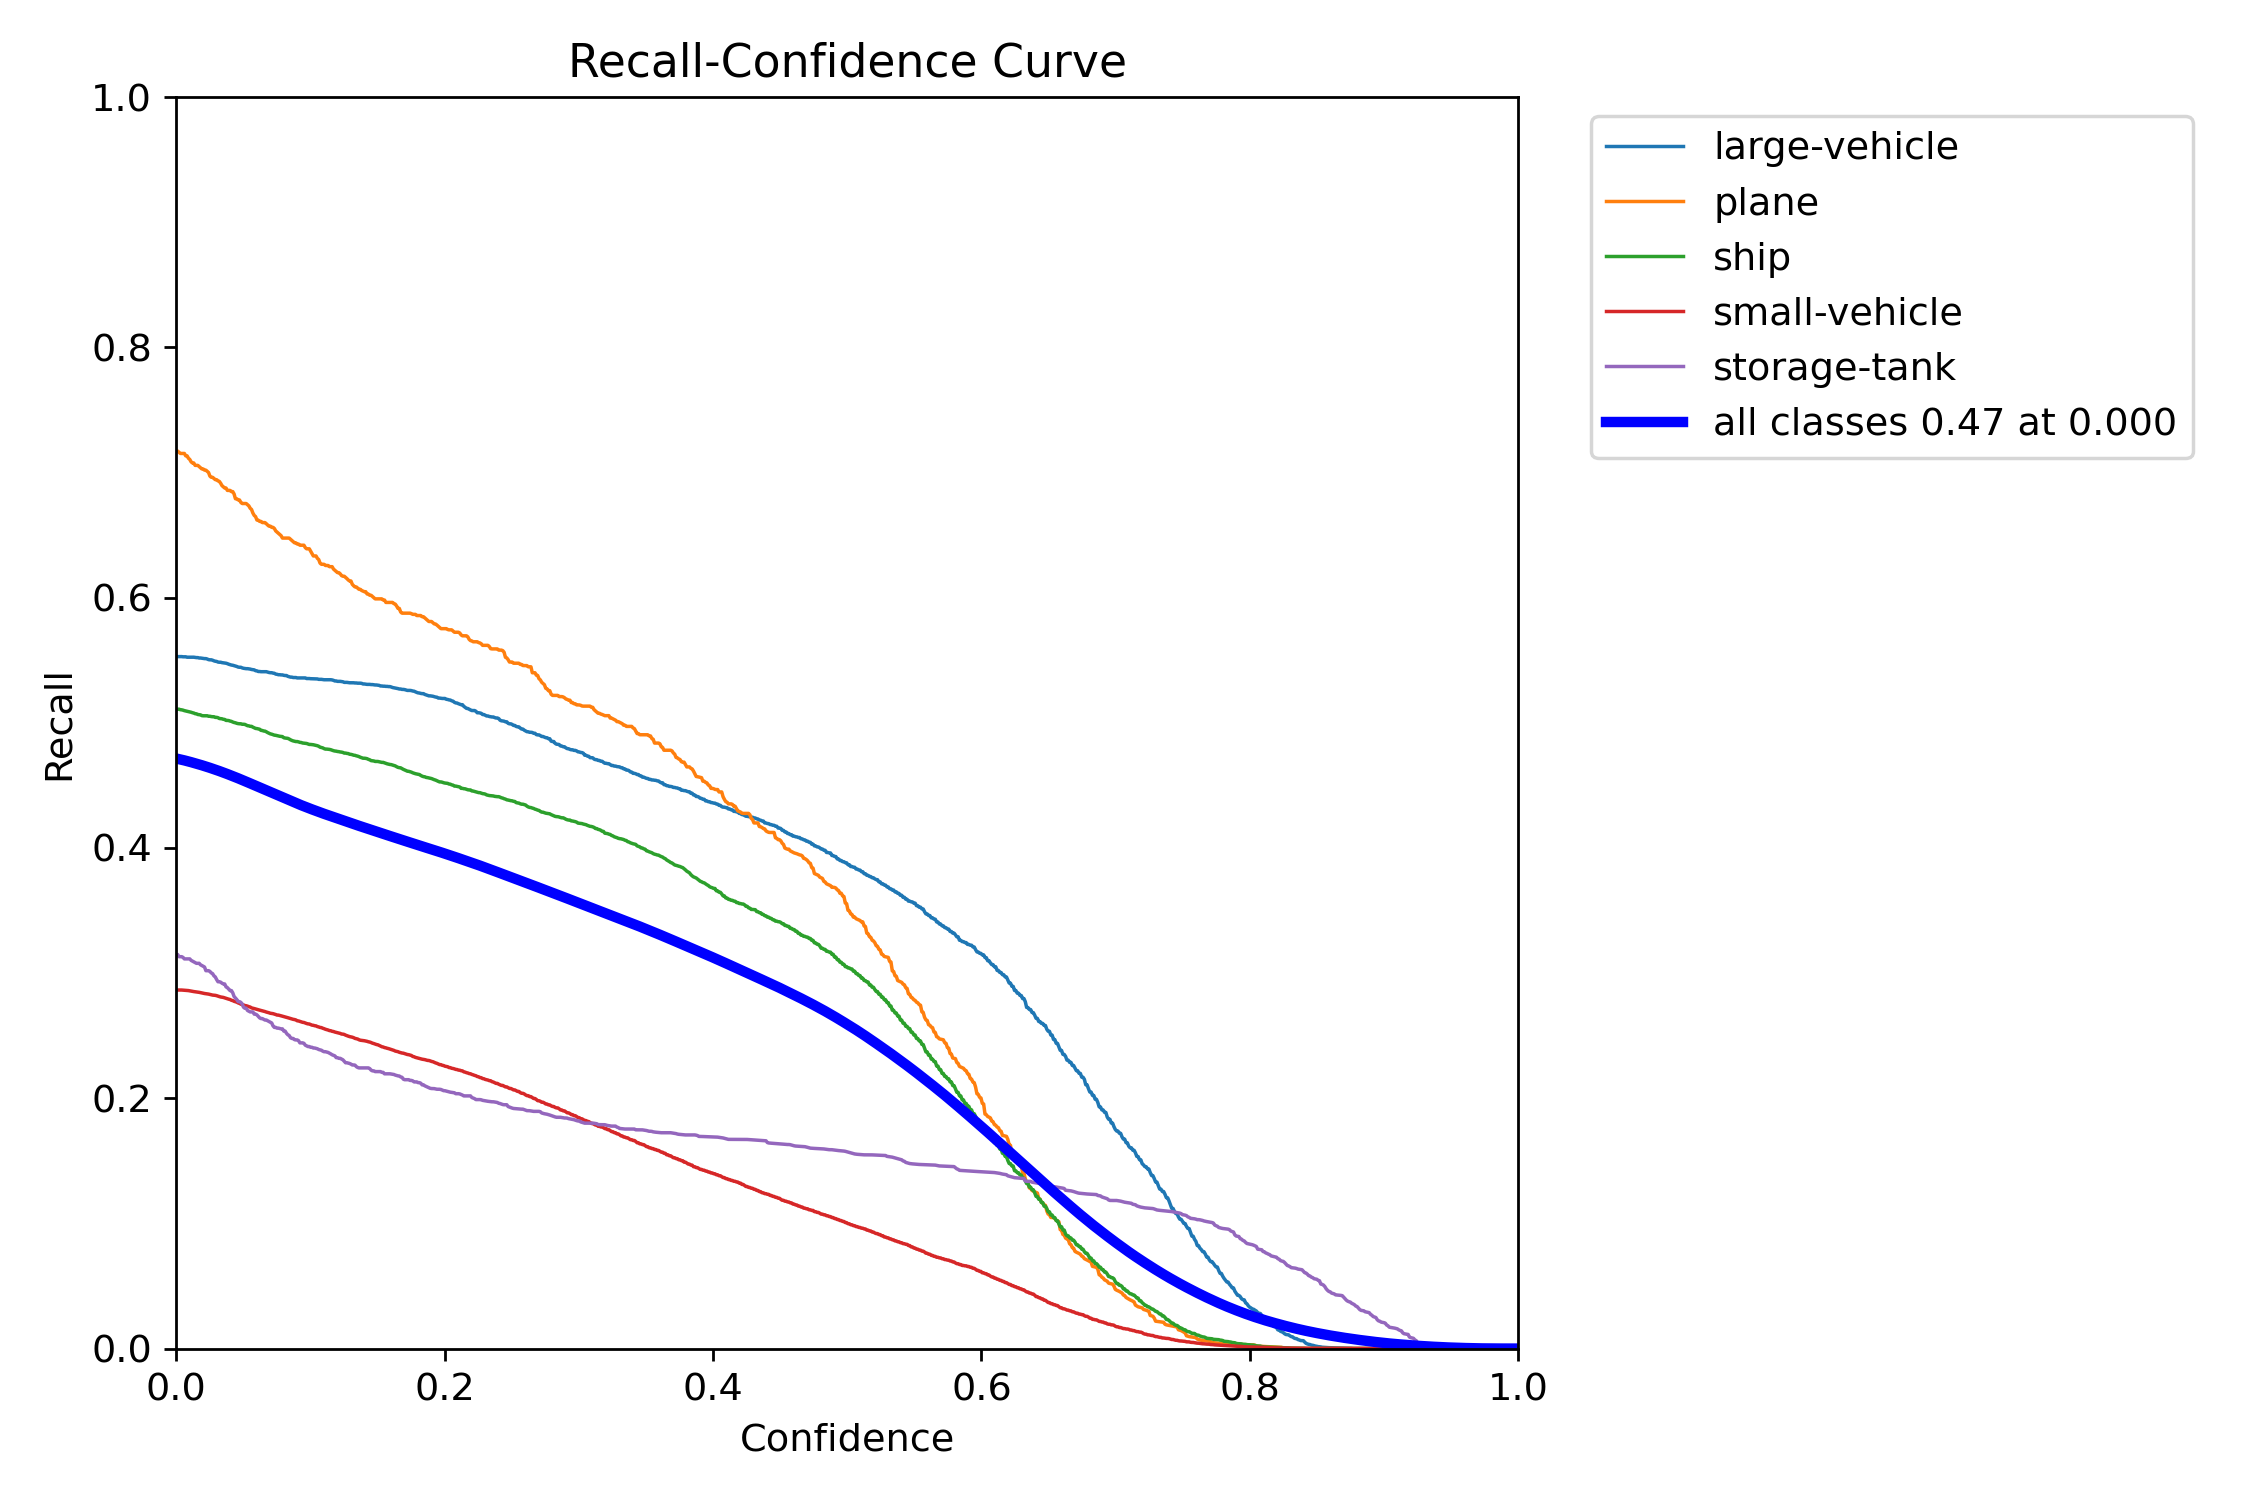 Recall-Confidence Curve
1.0
0.8
0.6
0.4
0.2
0.0
Recall
0.0 0.2 0.4 0.6 0.8 1.0
Confidence
large-vehicle
plane
ship
small-vehicle
storage-tank
all classes 0.47 at 0.000